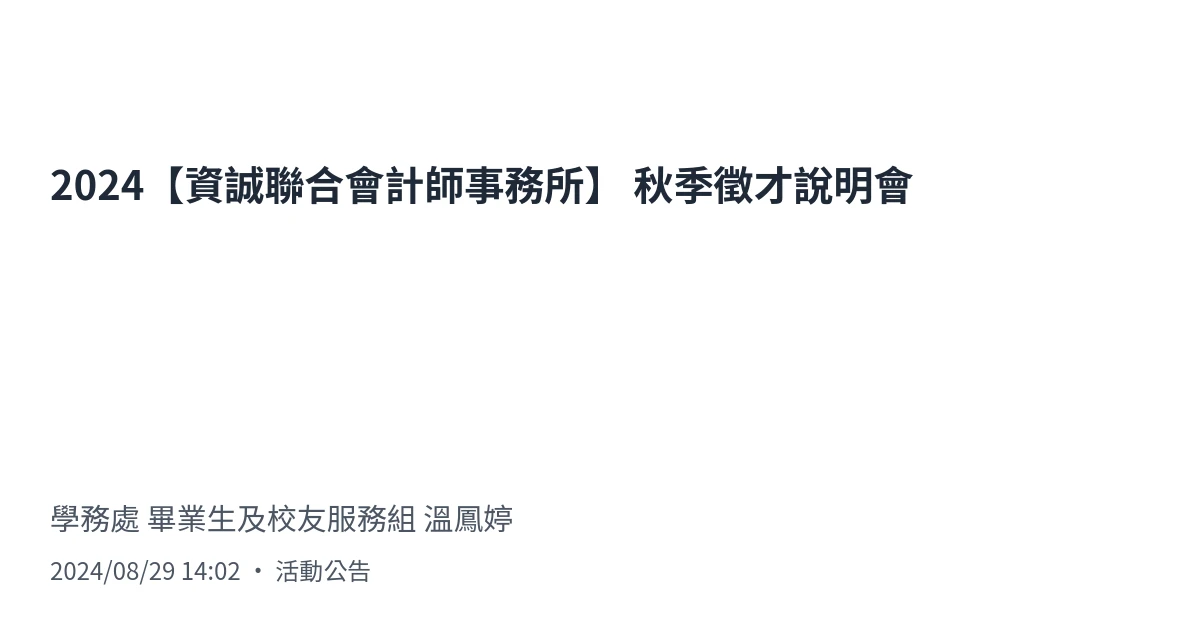 2024【資誠聯合會計師事務所】 秋季徵才說明會
學務處 畢業生及校友服務組 溫鳳婷
2024/08/29 14:02 • 活動公告